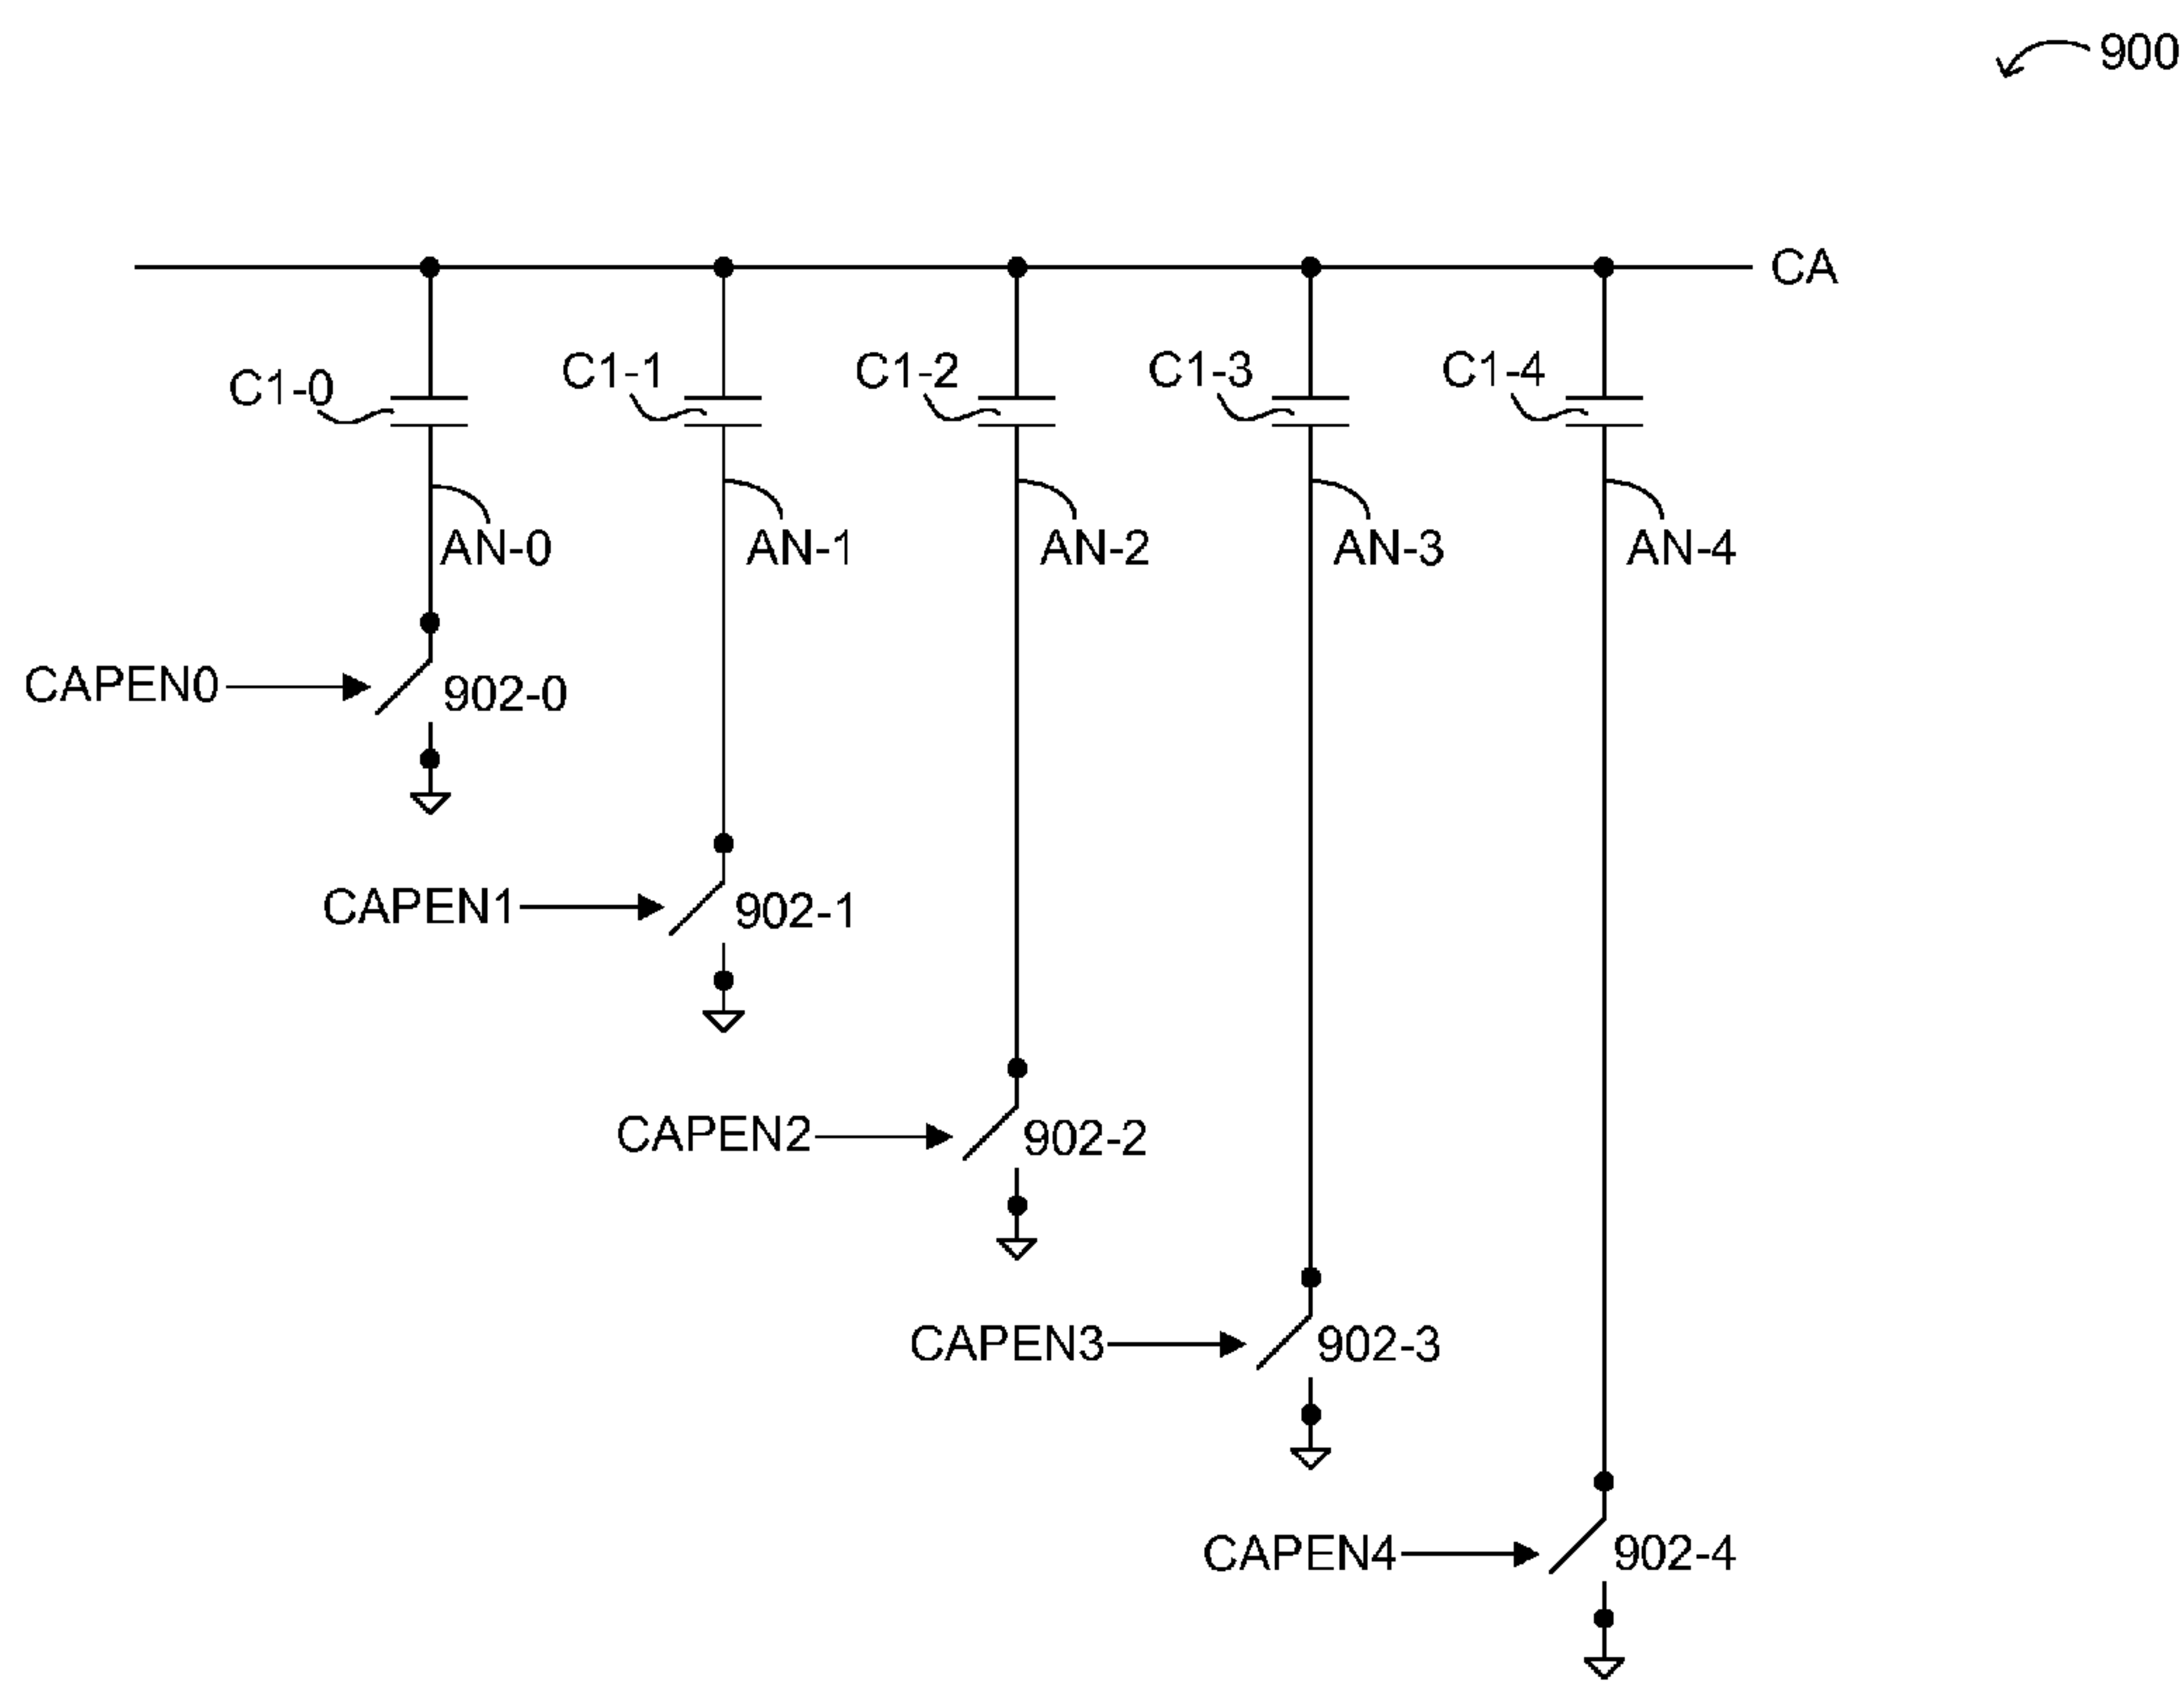 900
CA
C1-0
C1-1
C1-2
C1-3
C1-4
AN-0
AN-1
AN-2
AN-3
AN-4
CAPEN0
902-0
CAPEN1
902-1
CAPEN2
902-2
CAPEN3
902-3
CAPEN4
902-4